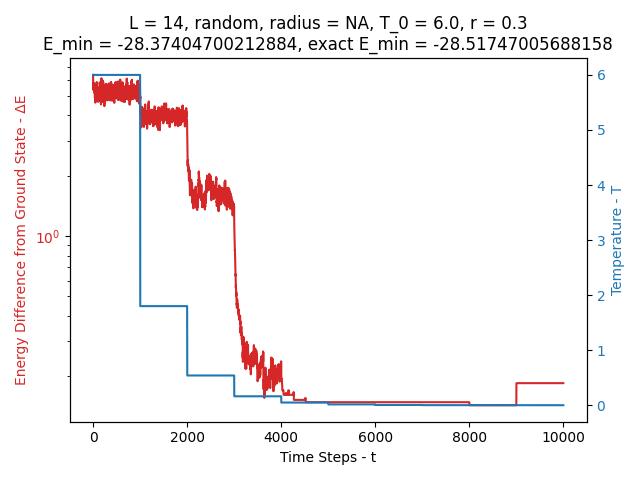 L = 14, random, radius = NA, T_0 = 6.0, r = 0.3
E_min = -28.37404700212884, exact E_min = -28.51747005688158
Energy Difference from Ground State - ΔE
10^0
6
5
4
3
2
1
0
Temperature - T
0 2000 4000 6000 8000 10000
Time Steps - t